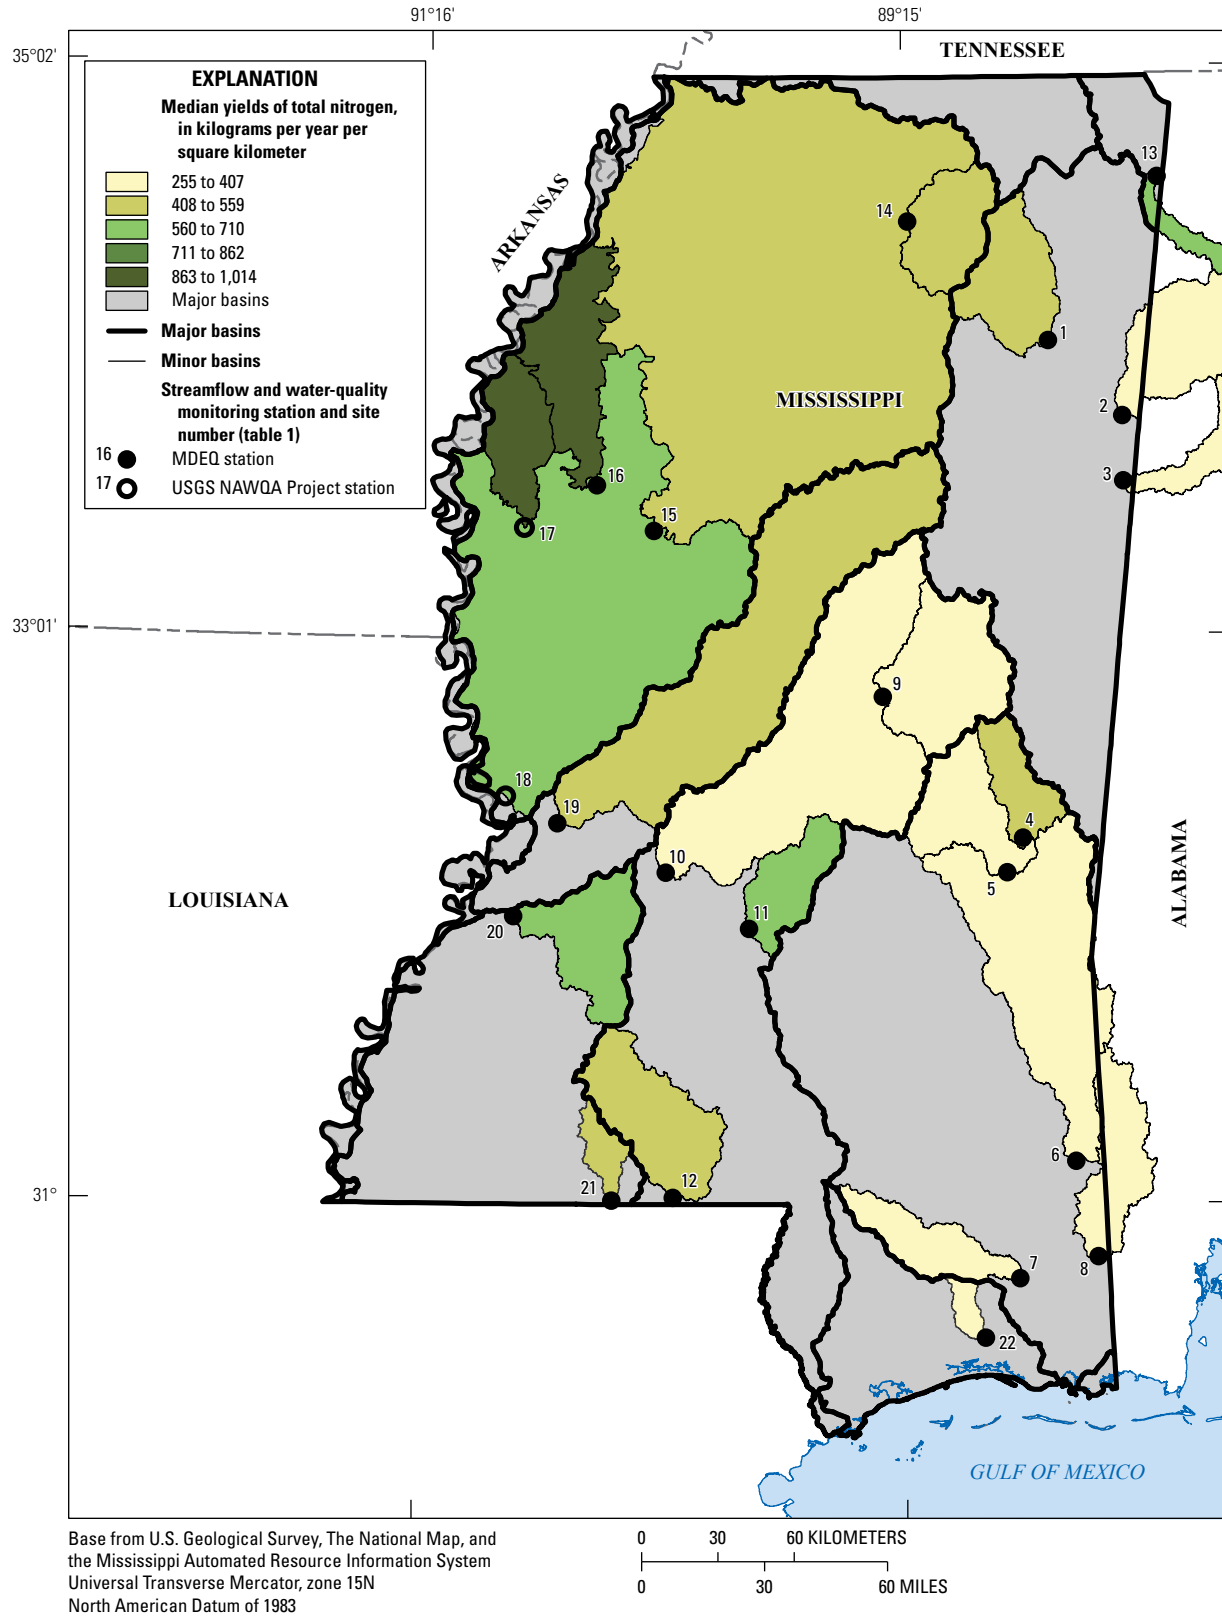 91°16'
89°15'
35°02'
TENNESSEE
EXPLANATION
Median yields of total nitrogen,
in kilograms per year per
square kilometer
255 to 407
408 to 559
560 to 710
711 to 862
863 to 1,014
Major basins
Major basins
Minor basins
Streamflow and water-quality
monitoring station and site
number (table 1)
16 MDEQ station
17 USGS NAWQA Project station
ARKANSAS
13
14
1
2
MISSISSIPPI
3
16
15
17
33°01'
9
18
19
4
10
5
ALABAMA
LOUISIANA
11
20
6
31°
21
12
7
8
22
GULF OF MEXICO
Base from U.S. Geological Survey, The National Map, and
the Mississippi Automated Resource Information System
Universal Transverse Mercator, zone 15N
North American Datum of 1983
0 30 60 KILOMETERS
0 30 60 MILES